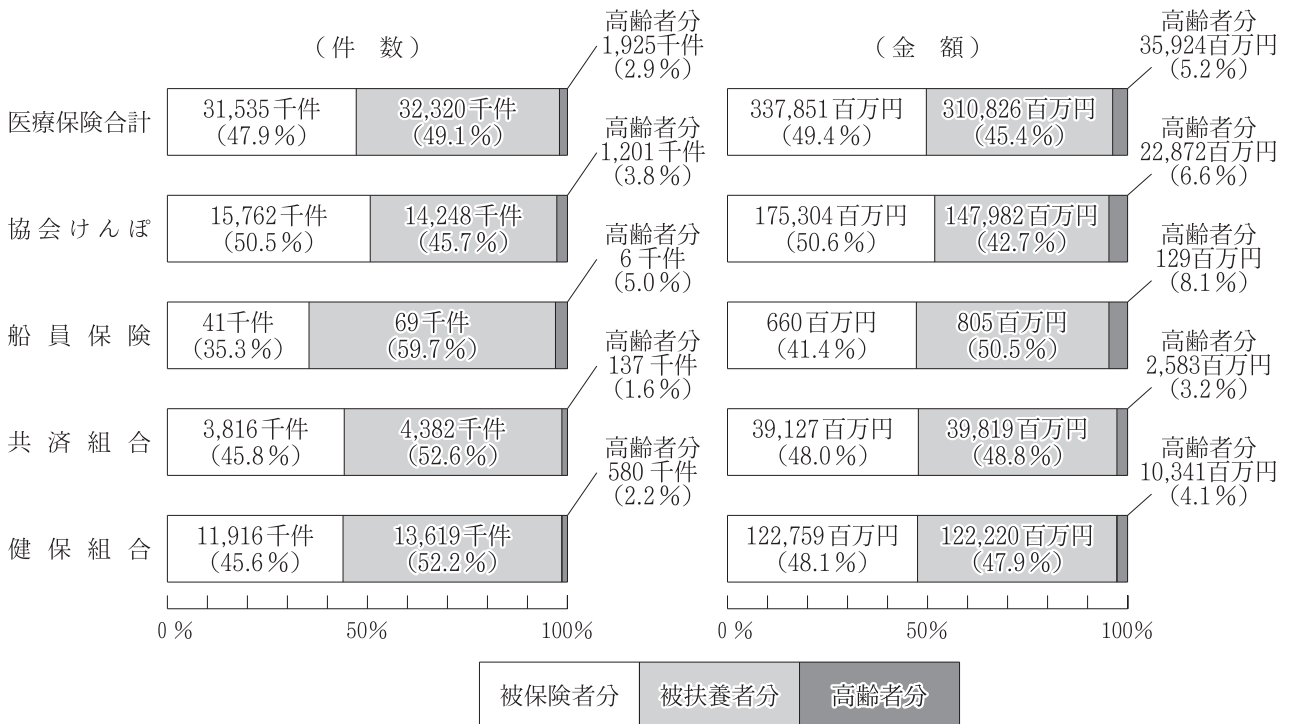 （件　数）
高齢者分
1,925千件
（2.9％）
医療保険合計
31,535千件
（47.9％）
32,320千件
（49.1％）
高齢者分
1,201千件
（3.8％）
協会けんぽ
15,762千件
（50.5％）
14,248千件
（45.7％）
高齢者分
6千件
（5.0％）
船員保険
41千件
（35.3％）
69千件
（59.7％）
高齢者分
137千件
（1.6％）
共済組合
3,816千件
（45.8％）
4,382千件
（52.6％）
高齢者分
580千件
（2.2％）
健保組合
11,916千件
（45.6％）
13,619千件
（52.2％）
0％ 50% 100%
（金　額）
高齢者分
35,924百万円
（5.2％）
337,851百万円
（49.4％）
310,826百万円
（45.4％）
高齢者分
22,872百万円
（6.6％）
175,304百万円
（50.6％）
147,982百万円
（42.7％）
高齢者分
129百万円
（8.1％）
660百万円
（41.4％）
805百万円
（50.5％）
高齢者分
2,583百万円
（3.2％）
39,127百万円
（48.0％）
39,819百万円
（48.8％）
高齢者分
10,341百万円
（4.1％）
122,759百万円
（48.1％）
122,220百万円
（47.9％）
0％ 50% 100%
被保険者分 被扶養者分 高齢者分